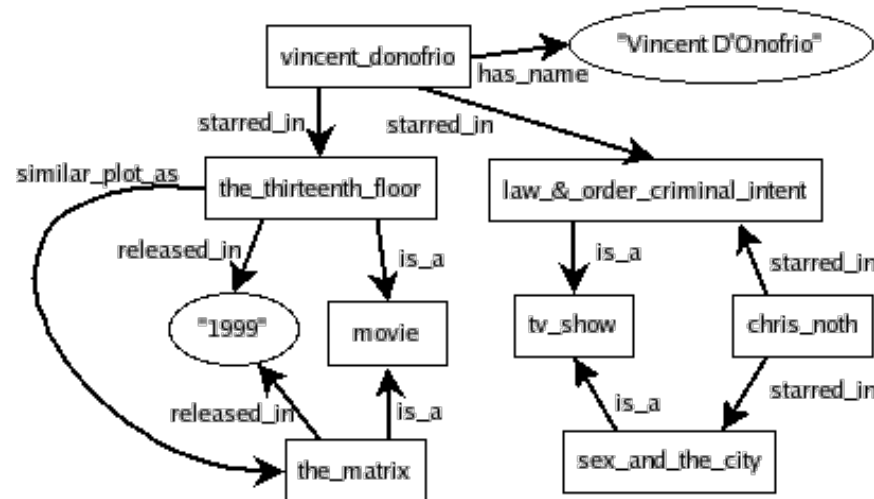 "Vincent D'Onofrio"
vincent_donofrio
has_name
starred_in
starred_in
similar_plot_as
the_thirteenth_floor
law_&_order_criminal_intent
released_in
is_a
is_a
starred_in
"1999"
movie
tv_show
chris_noth
released_in
is_a
is_a
starred_in
the_matrix
sex_and_the_city